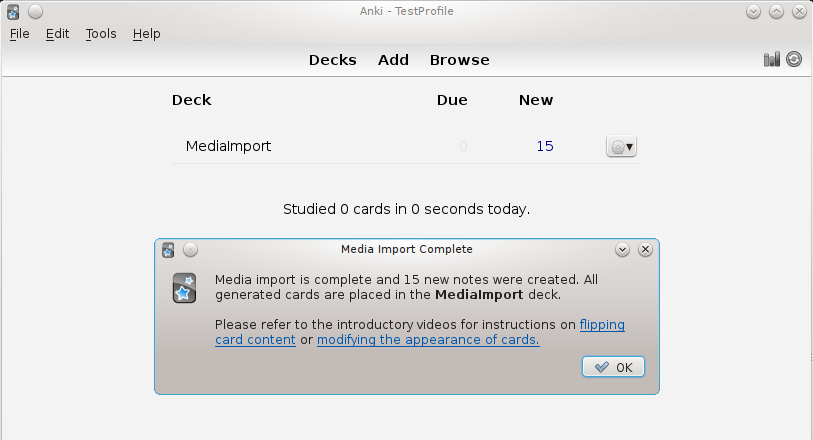 Anki - TestProfile
File Edit Tools Help
Decks Add Browse
Deck Due New
MediaImport 0 15
Studied 0 cards in 0 seconds today.
Media Import Complete
Media import is complete and 15 new notes were created. All
generated cards are placed in the MediaImport deck.
Please refer to the introductory videos for instructions on flipping
card content or modifying the appearance of cards.
OK